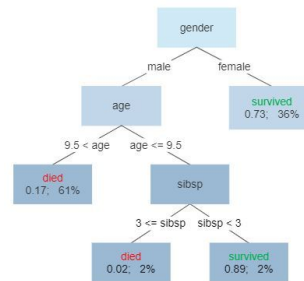 gender
male
female
age
survived
0.73; 36%
9.5 < age
age <= 9.5
died
0.17; 61%
sibsp
3 <= sibsp
sibsp < 3
died
0.02; 2%
survived
0.89; 2%